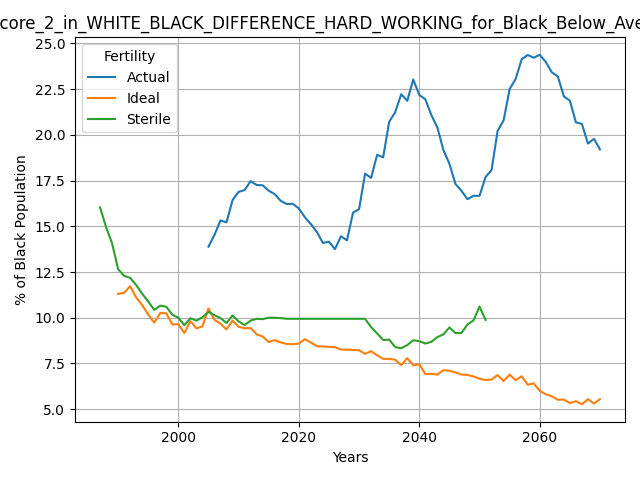 core_2_in_WHITE_BLACK_DIFFERENCE_HARD_WORKING_for_Black_Below_Ave
Fertility
Actual
Ideal
Sterile
% of Black Population
25.0
22.5
20.0
17.5
15.0
12.5
10.0
7.5
5.0
2000
2020
2040
2060
Years